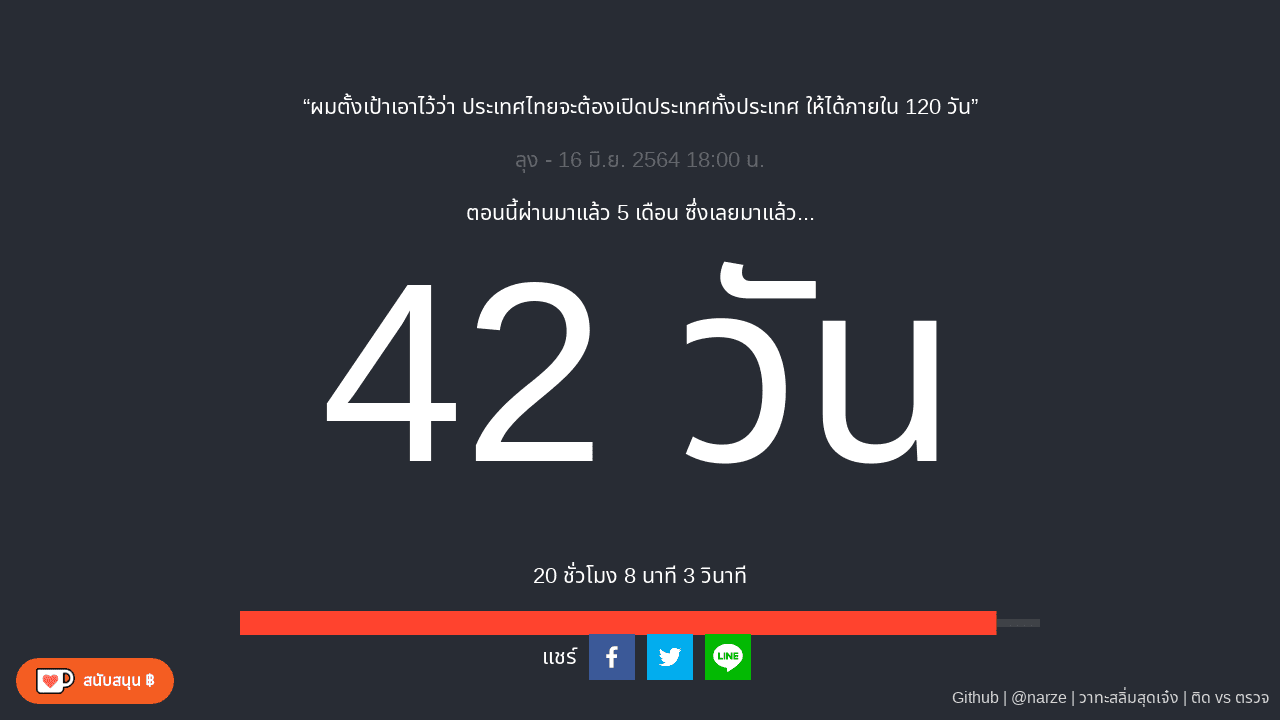 “ผมตั้งเป้าเอาไว้ว่า ประเทศไทยจะต้องเปิดประเทศทั้งประเทศ ให้ได้ภายใน 120 วัน”
ลุง - 16 มิ.ย. 2564 18:00 น.
ตอนนี้ผ่านมาแล้ว 5 เดือน ซึ่งเลยมาแล้ว...
42 วัน
20 ชั่วโมง 8 นาที 3 วินาที
แชร์
LINE
สนับสนุน ฿
Github | @narze | วาทะสลิ่มสุดเจ๋ง | ติด vs ตรวจ